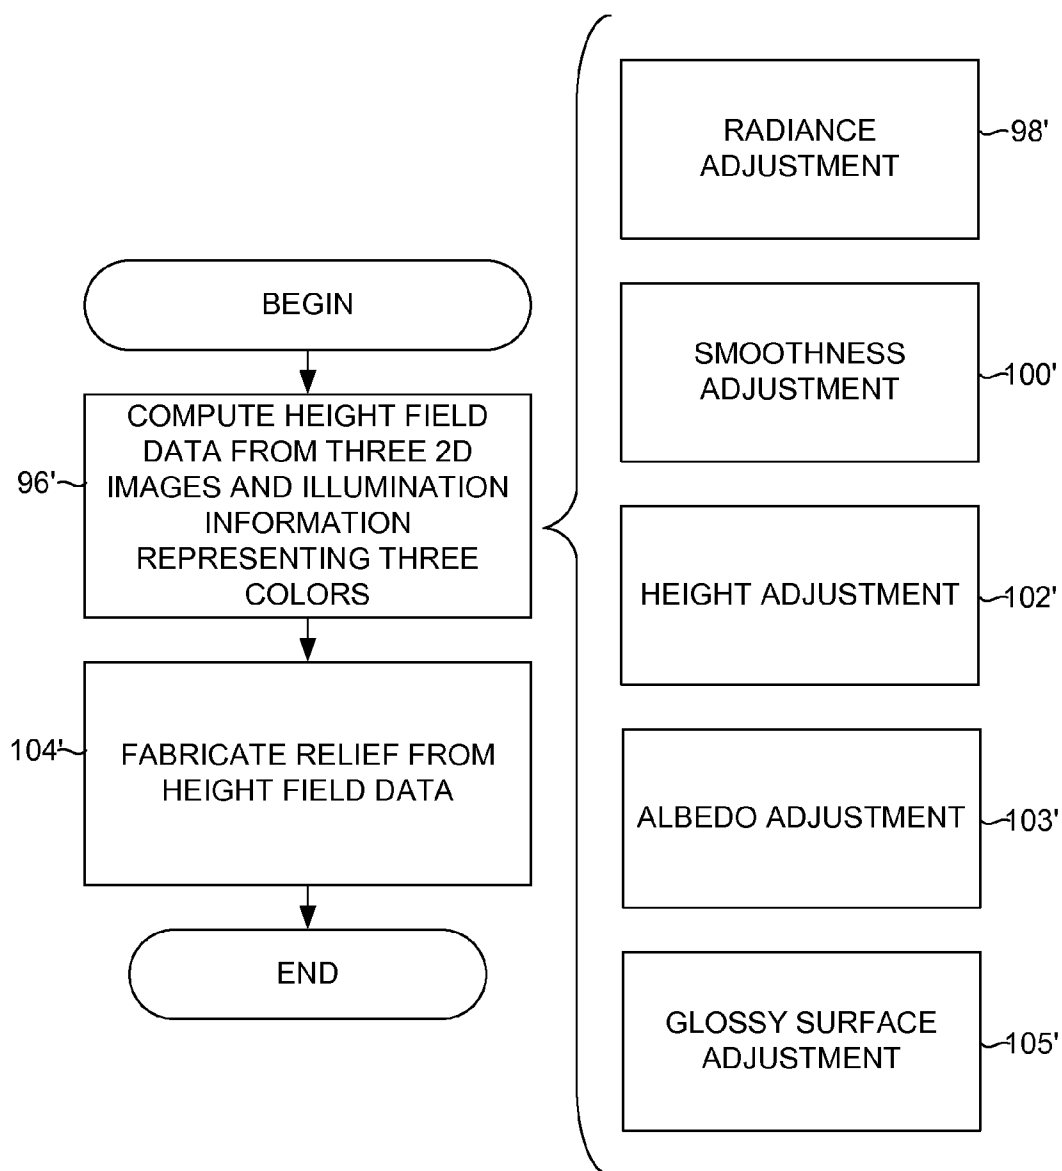 BEGIN
96'
COMPUTE HEIGHT FIELD
DATA FROM THREE 2D
IMAGES AND ILLUMINATION
INFORMATION
REPRESENTING THREE
COLORS
104'
FABRICATE RELIEF FROM
HEIGHT FIELD DATA
END
RADIANCE
ADJUSTMENT
98'
SMOOTHNESS
ADJUSTMENT
100'
HEIGHT ADJUSTMENT
102'
ALBEDO ADJUSTMENT
103'
GLOSSY SURFACE
ADJUSTMENT
105'